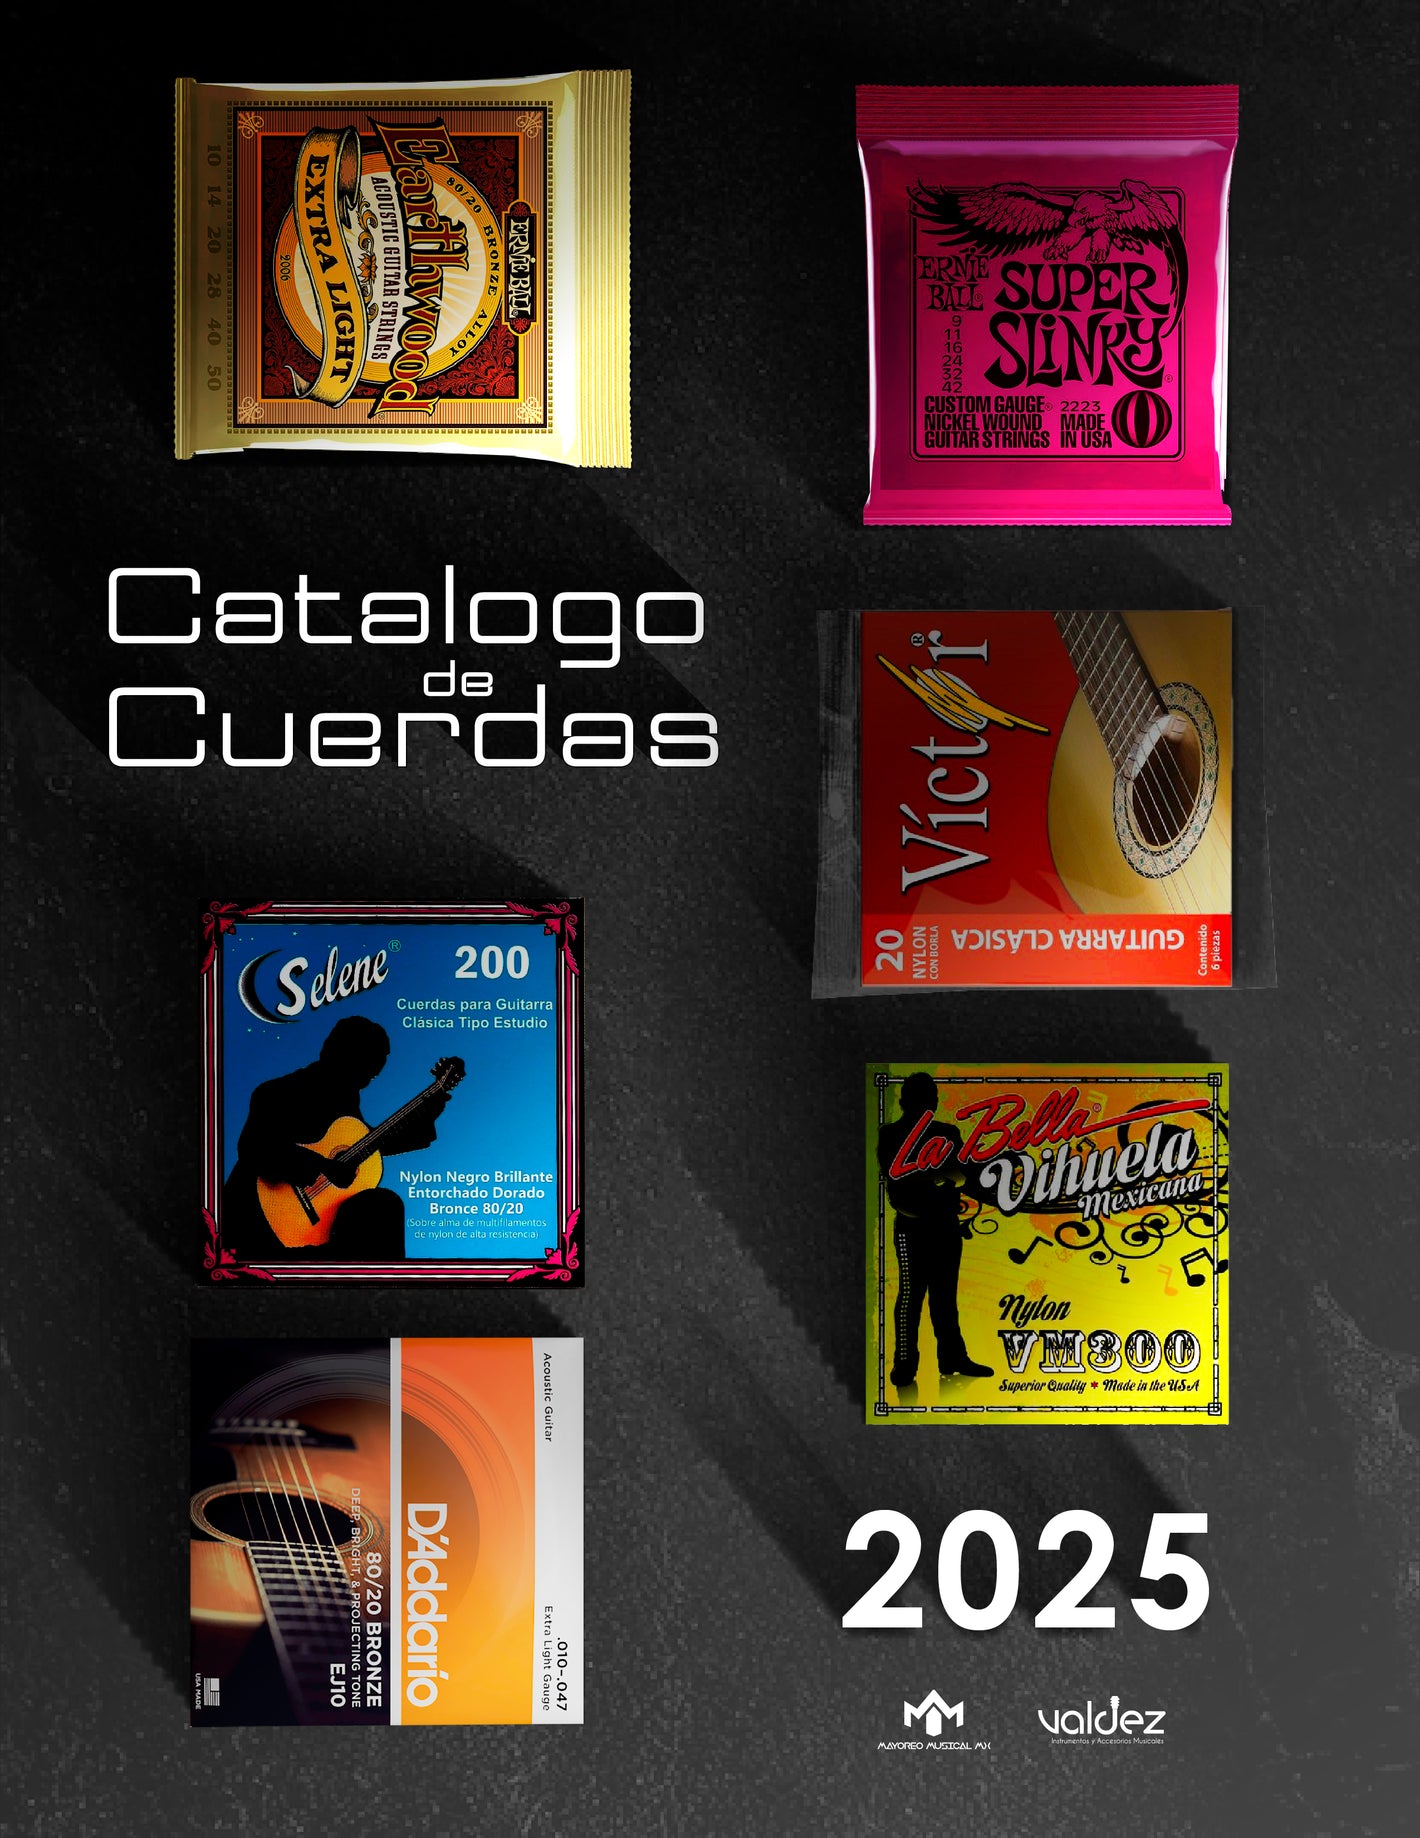 ERNIE BALL
80/20 BRONZE ALLOY
Earthwood
ACOUSTIC GUITAR STRINGS
EXTRA LIGHT
2006
10 14 20 28 40 50
ERNIE
BALL
SUPER
SLINKY
9
11
16
24
32
42
CUSTOM GAUGE®
NICKEL WOUND
GUITAR STRINGS
2223
MADE
IN USA
Catalogo
de
Cuerdas
Víctor®
20
NYLON
CON BORLA
GUITARRA CLÁSICA
Contenido
6 piezas
Selene®
200
Cuerdas para Guitarra
Clásica Tipo Estudio
Nylon Negro Brillante
Entorchado Dorado
Bronce 80/20
(Sobre alma de multifilamentos
de nylon de alta resistencia)
La Bella®
Vihuela
Mexicana
Nylon
VM300
Superior Quality * Made in the USA
Acoustic Guitar
Extra Light Gauge
.010-.047
D'Addario
80/20 BRONZE
DEEP, BRIGHT, & PROJECTING TONE
EJ10
USA MADE
2025
MAYOREO MUSICAL MX
valdez
Instrumentos y Accesorios Musicales